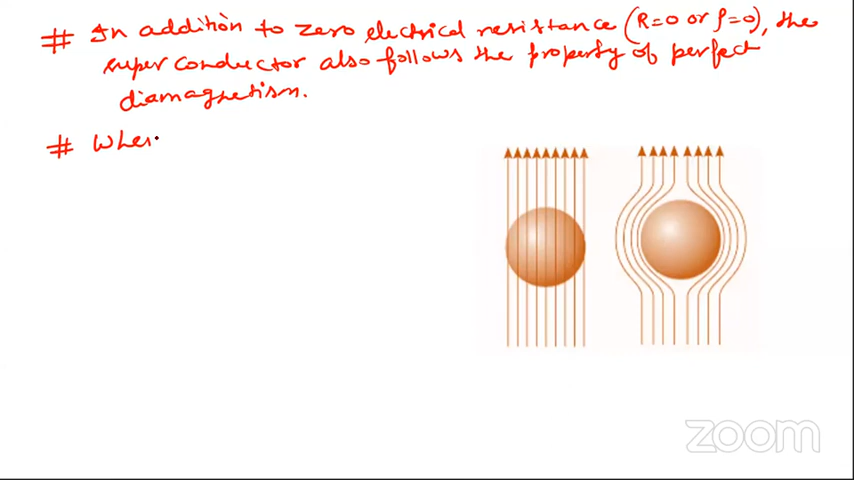 # In addition to zero electrical resistance (R=0 or ρ=0), the
super conductor also follows the property of perfect
diamagnetism.
# When
zoom